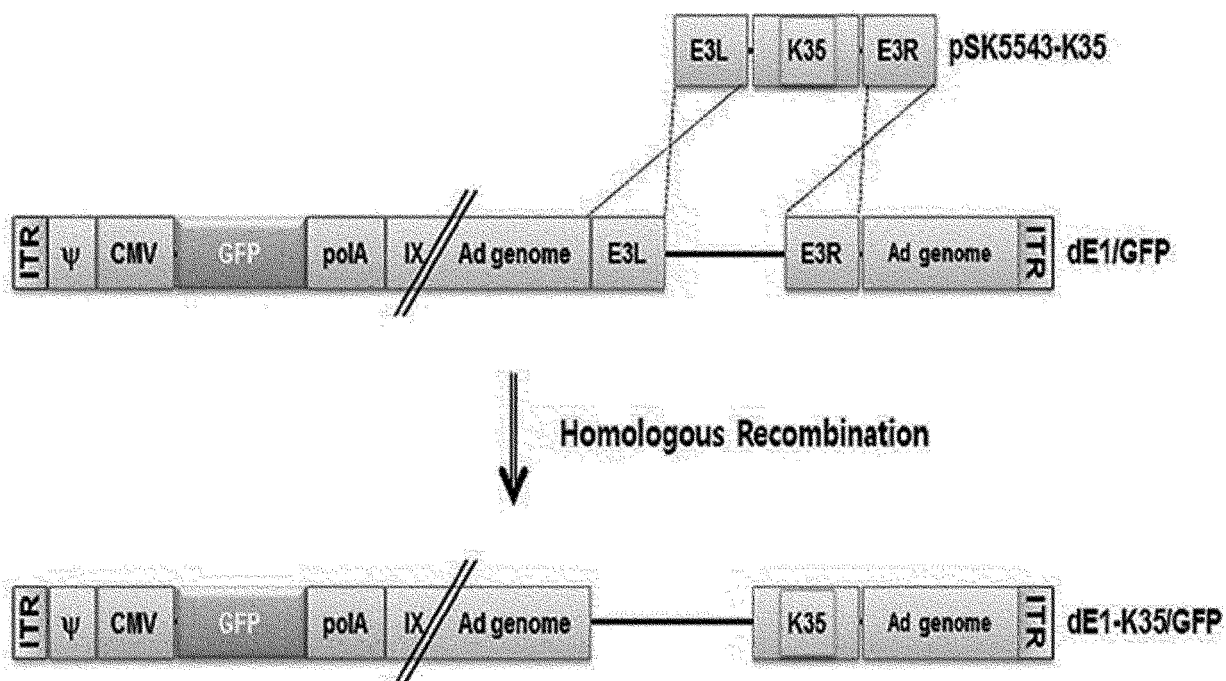 E3L K35 E3R pSK5543-K35
ITR ψ CMV GFP polA IX Ad genome E3L E3R Ad genome ITR dE1/GFP
Homologous Recombination
ITR ψ CMV GFP polA IX Ad genome K35 Ad genome ITR dE1-K35/GFP